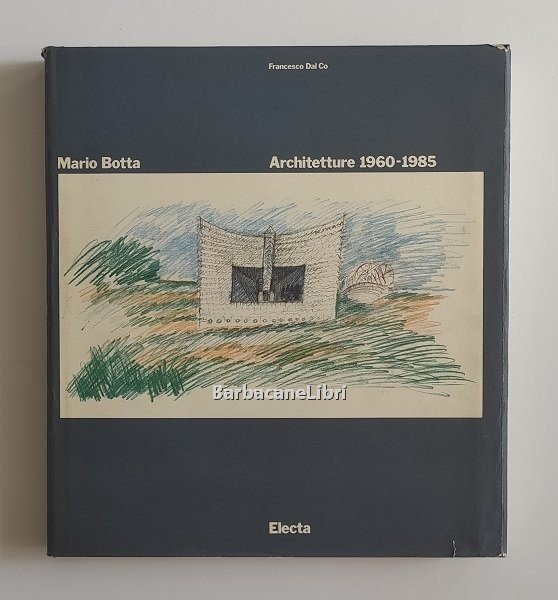 Francesco Dal Co
Mario Botta Architetture 1960-1985
BarbacaneLibri
Electa